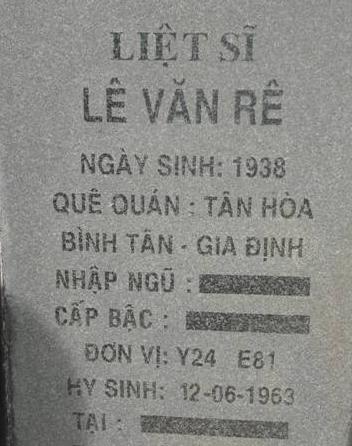 LIỆT SĨ
LÊ VĂN RÊ
NGÀY SINH: 1938
QUÊ QUÁN : TÂN HÒA
BÌNH TÂN - GIA ĐỊNH
NHẬP NGŨ :
CẤP BẬC :
ĐƠN VỊ: Y24 E81
HY SINH: 12-06-1963
TẠI :